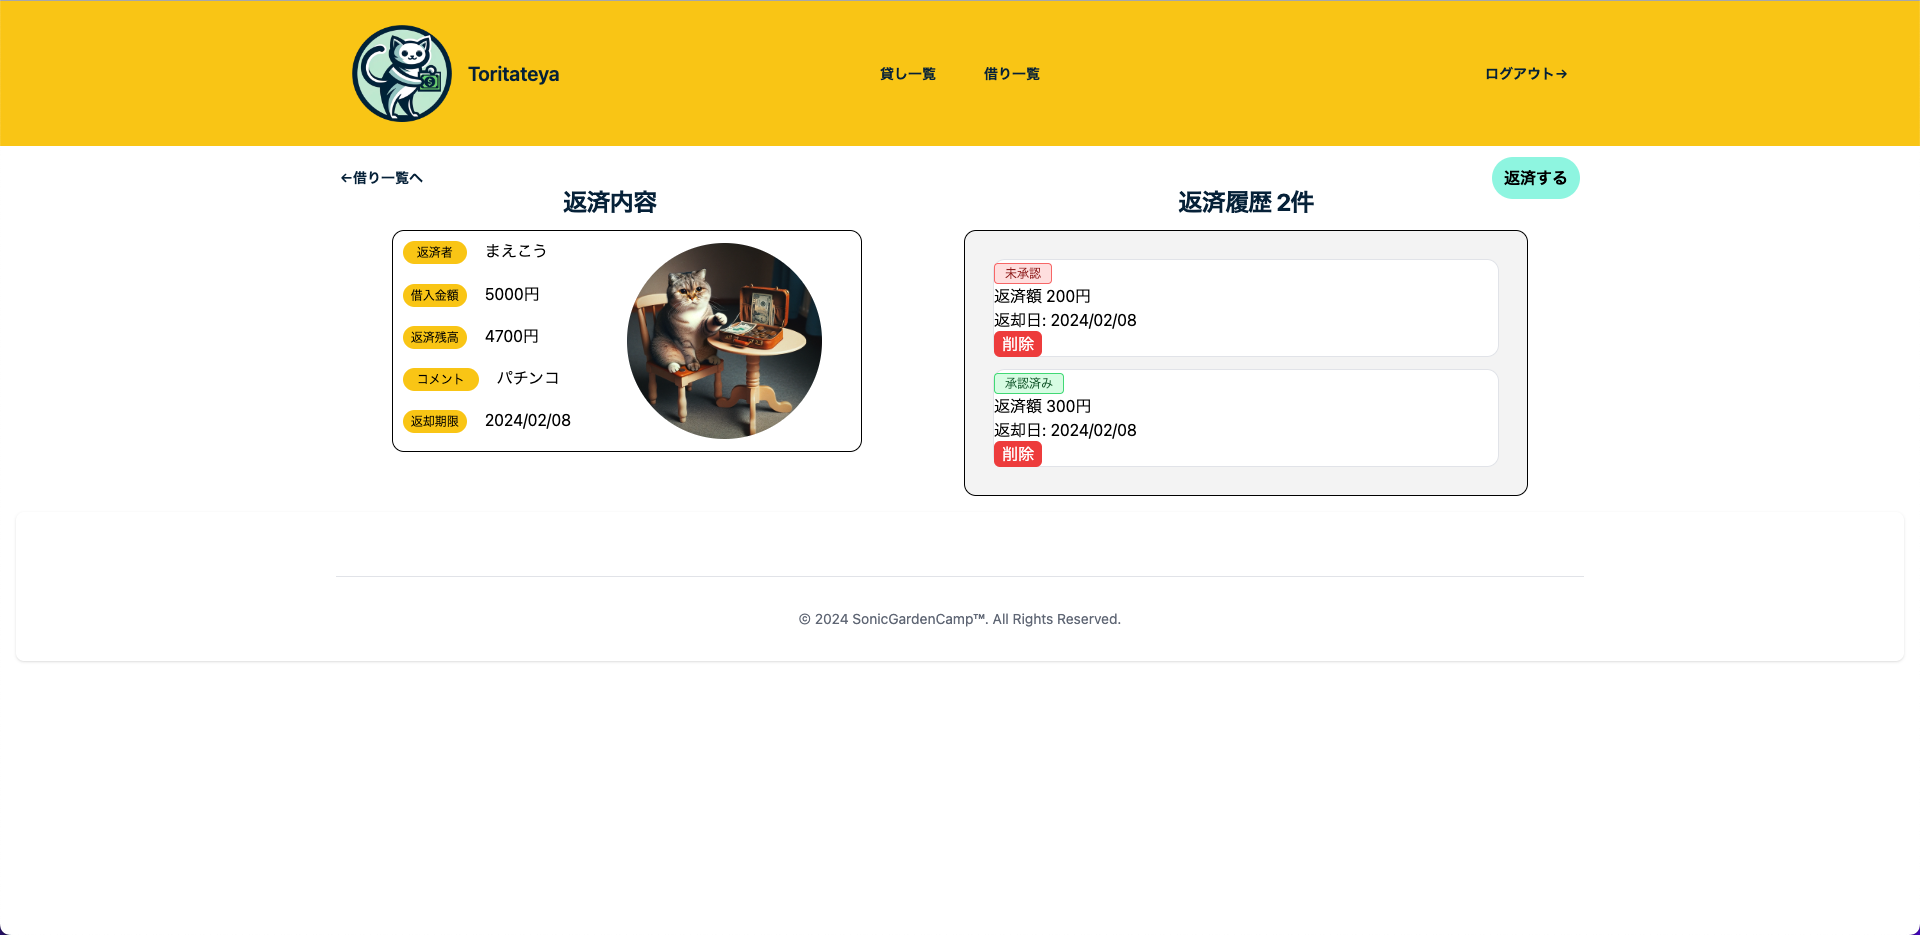 Toritateya
貸し一覧
借り一覧
ログアウト→
←借り一覧へ
返済する
返済内容
返済者 まえこう
借入金額 5000円
返済残高 4700円
コメント パチンコ
返却期限 2024/02/08
返済履歴 2件
未承認
返済額 200円
返却日: 2024/02/08
削除
承認済み
返済額 300円
返却日: 2024/02/08
削除
© 2024 SonicGardenCamp™. All Rights Reserved.